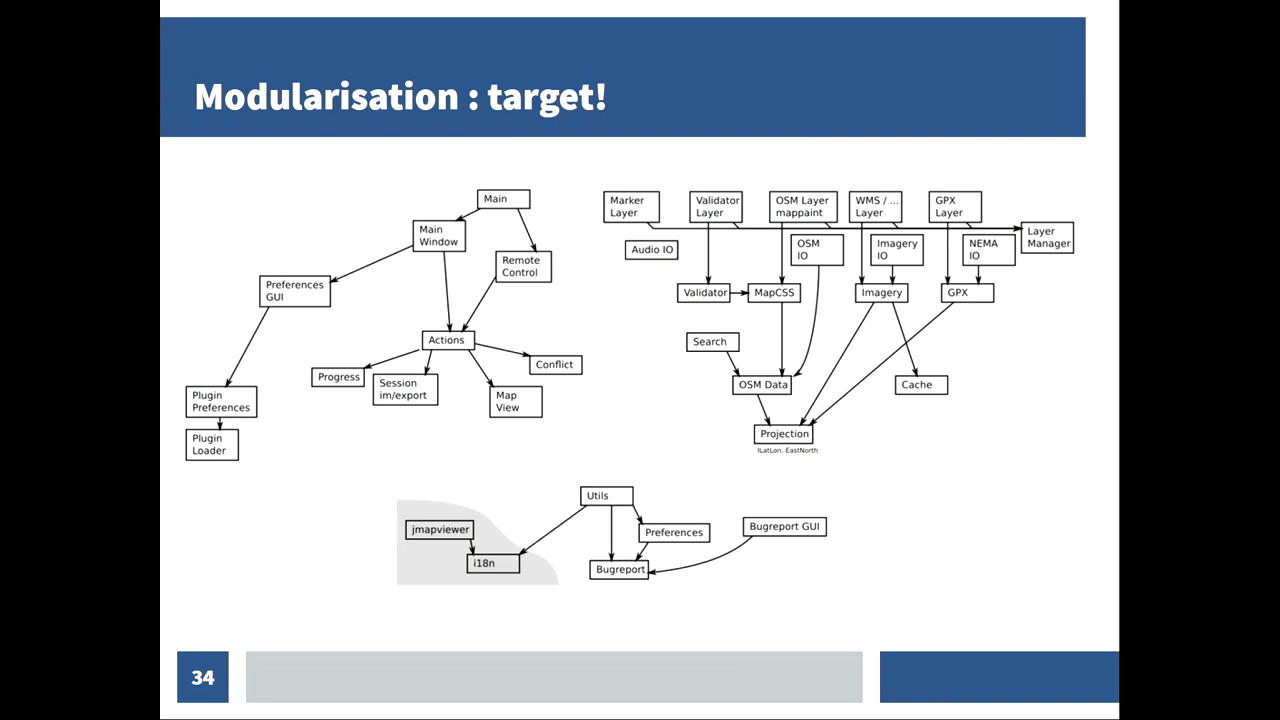 Modularisation : target!
Main
Main
Window
Remote
Control
Preferences
GUI
Actions
Progress
Session
im/export
Map
View
Conflict
Plugin
Preferences
Plugin
Loader
Marker
Layer
Validator
Layer
OSM Layer
mappaint
WMS / ...
Layer
GPX
Layer
Layer
Manager
Audio IO
OSM
IO
Imagery
IO
NEMA
IO
Validator
MapCSS
Imagery
GPX
Search
OSM Data
Cache
Projection
ILatLon, EastNorth
Utils
jmapviewer
i18n
Preferences
Bugreport
Bugreport GUI
34